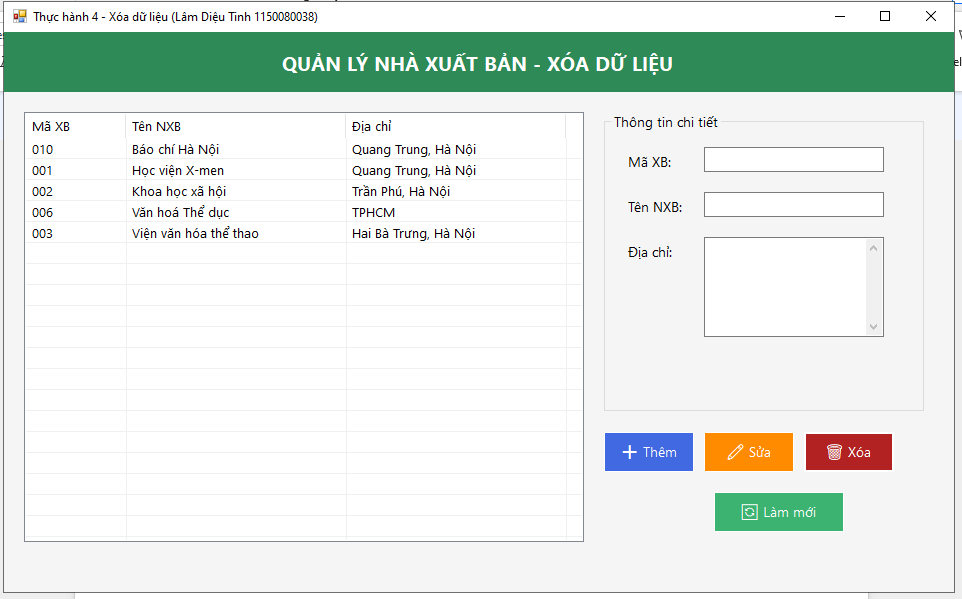 Thực hành 4 - Xóa dữ liệu (Lâm Diệu Tinh 1150080038)
QUẢN LÝ NHÀ XUẤT BẢN - XÓA DỮ LIỆU
Mã XB Tên NXB Địa chỉ
010 Báo chí Hà Nội Quang Trung, Hà Nội
001 Học viện X-men Quang Trung, Hà Nội
002 Khoa học xã hội Trần Phú, Hà Nội
006 Văn hoá Thể dục TPHCM
003 Viện văn hóa thể thao Hai Bà Trưng, Hà Nội
Thông tin chi tiết
Mã XB:
Tên NXB:
Địa chỉ:
Thêm Sửa Xóa
Làm mới